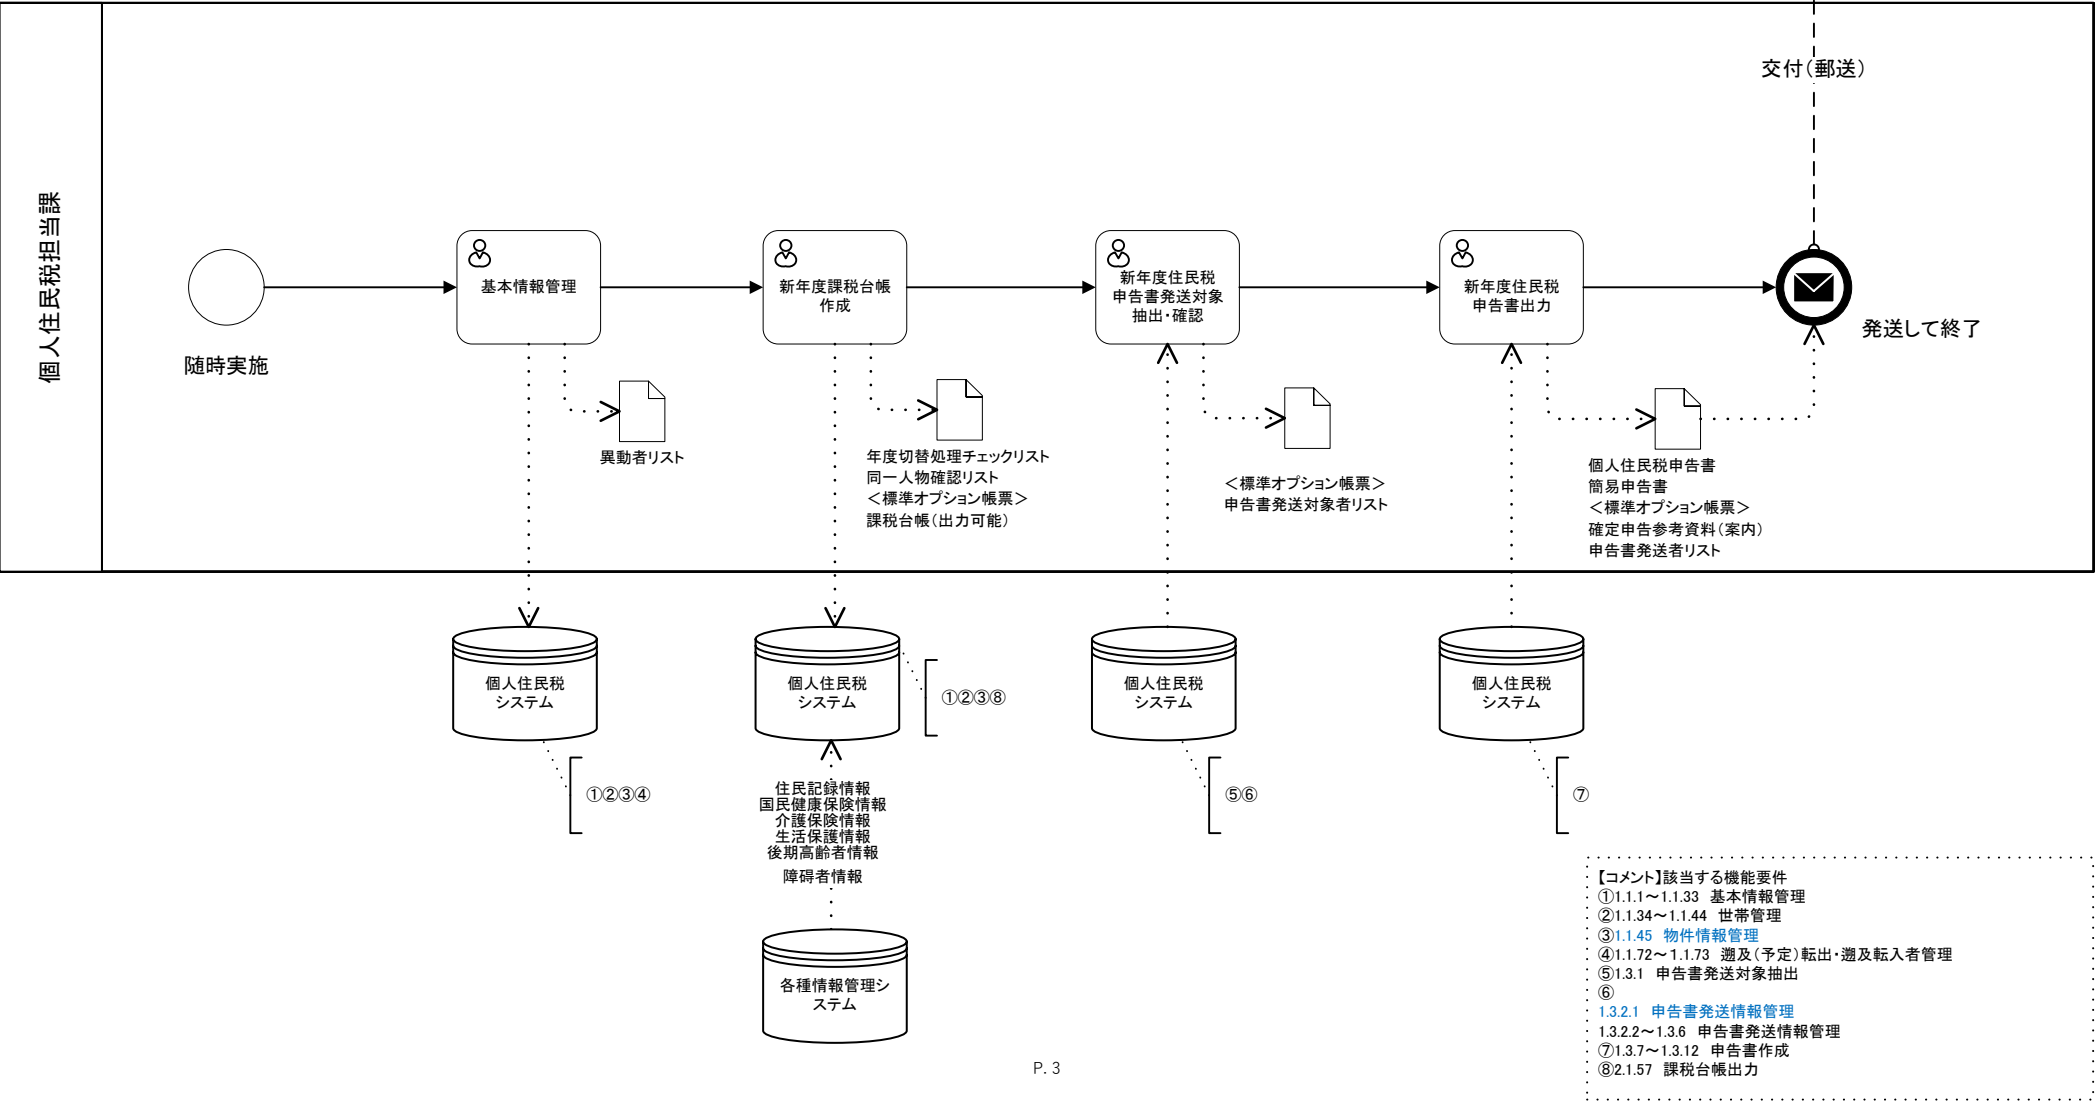 交付（郵送）
個人住民税担当課
随時実施
基本情報管理
新年度課税台帳
作成
新年度住民税
申告書発送対象
抽出・確認
新年度住民税
申告書出力
発送して終了
異動者リスト
年度切替処理チェックリスト
同一人物確認リスト
＜標準オプション帳票＞
課税台帳（出力可能）
＜標準オプション帳票＞
申告書発送対象者リスト
個人住民税申告書
簡易申告書
＜標準オプション帳票＞
確定申告参考資料（案内）
申告書発送者リスト
個人住民税
システム
①②③④
個人住民税
システム
①②③⑧
個人住民税
システム
⑤⑥
個人住民税
システム
⑦
住民記録情報
国民健康保険情報
介護保険情報
生活保護情報
後期高齢者情報
障碍者情報
各種情報管理シ
ステム
【コメント】該当する機能要件
①1.1.1～1.1.33 基本情報管理
②1.1.34～1.1.44 世帯管理
③1.1.45 物件情報管理
④1.1.72～1.1.73 遡及（予定）転出・遡及転入者管理
⑤1.3.1 申告書発送対象抽出
⑥
1.3.2.1 申告書発送情報管理
1.3.2.2～1.3.6 申告書発送情報管理
⑦1.3.7～1.3.12 申告書作成
⑧2.1.57 課税台帳出力
P. 3